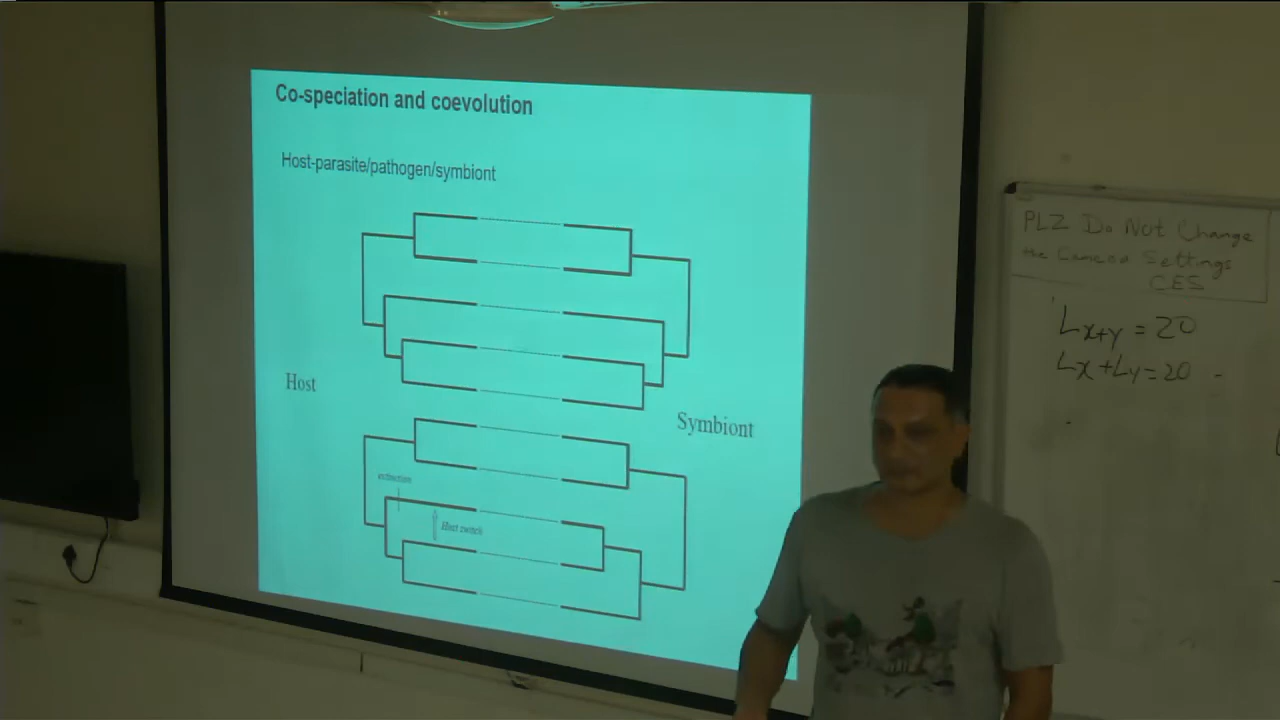 Co-speciation and coevolution
Host-parasite/pathogen/symbiont
Host
Symbiont
extinction
Host switch
PLZ Do Not Change
the Camera Settings
CES
Lx+y = 20
Lx + Ly = 20 -